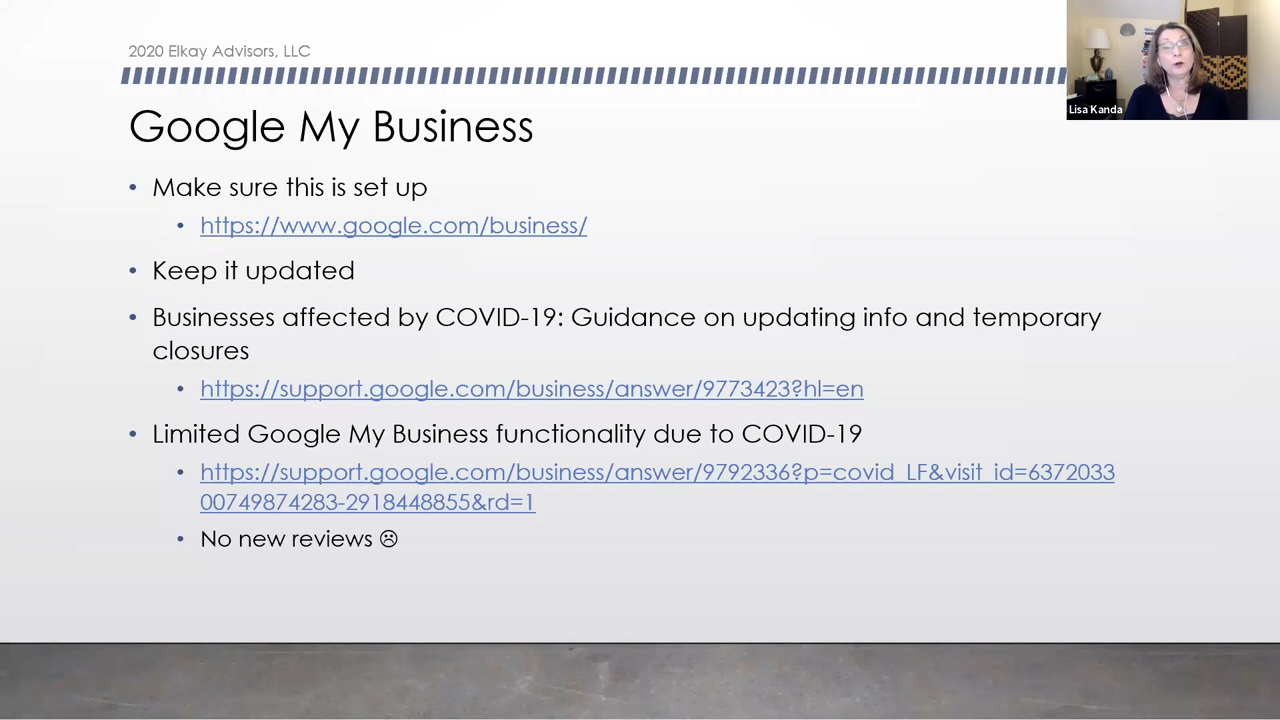 2020 Elkay Advisors, LLC
Lisa Kanda
Google My Business
• Make sure this is set up
• https://www.google.com/business/
• Keep it updated
• Businesses affected by COVID-19: Guidance on updating info and temporary
closures
• https://support.google.com/business/answer/9773423?hl=en
• Limited Google My Business functionality due to COVID-19
• https://support.google.com/business/answer/9792336?p=covid_LF&visit_id=6372033
00749874283-2918448855&rd=1
• No new reviews ☹